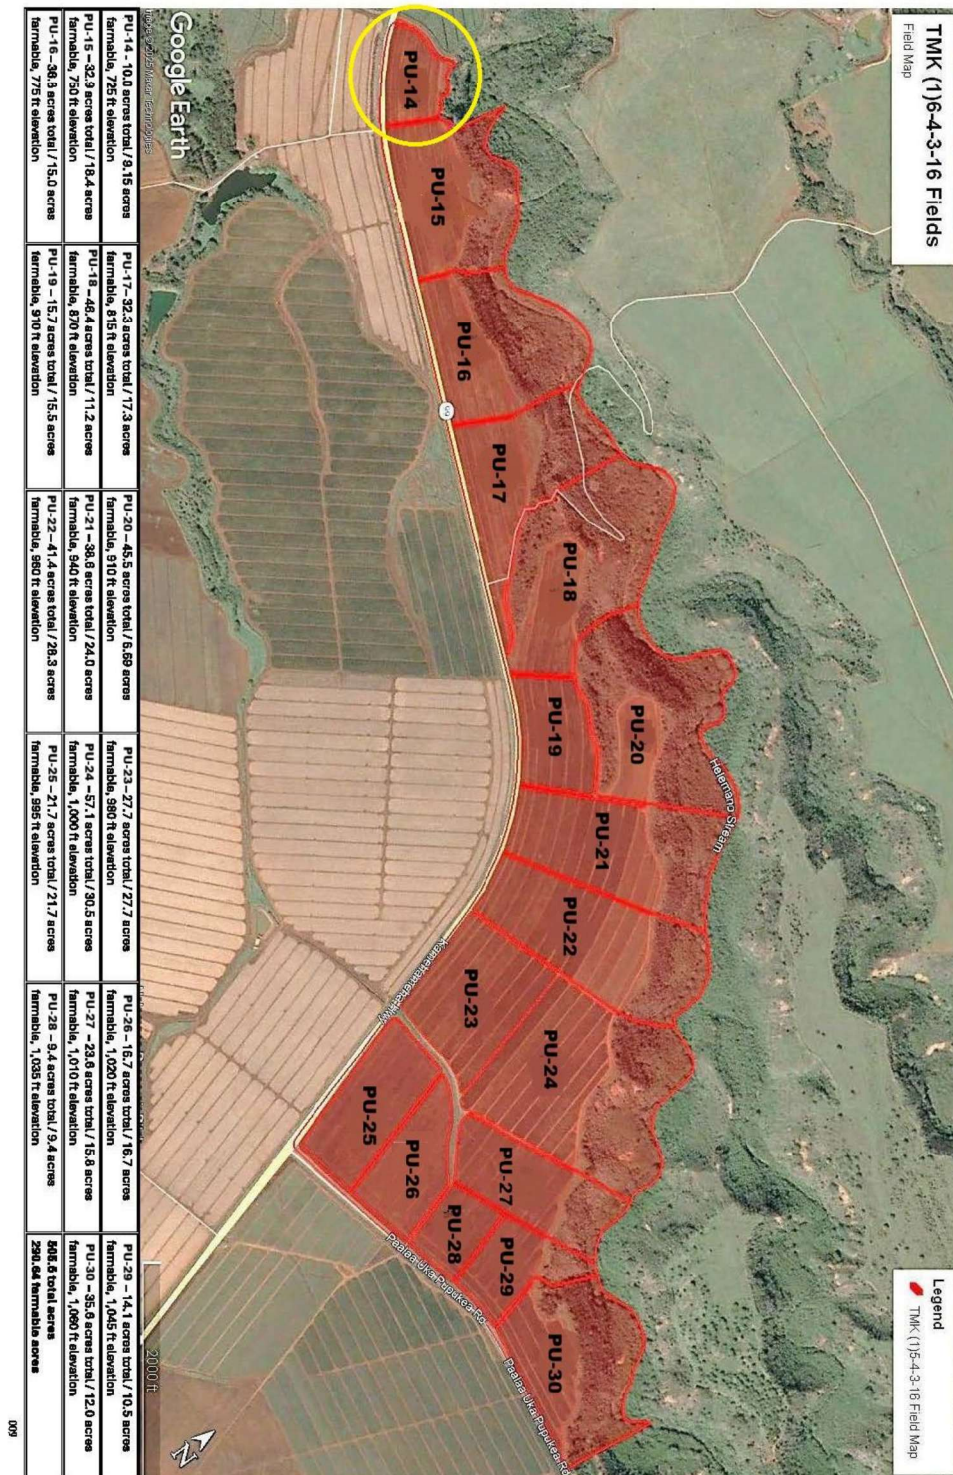 TMK (1)6-4-3-16 Fields
Field Map
Legend
TMK (1)5-4-3-16 Field Map
Helemano Stream
PU-14
PU-15
PU-16
PU-17
PU-18
PU-19
PU-20
PU-21
PU-22
PU-23
PU-24
PU-25
PU-26
PU-27
PU-28
PU-29
PU-30
99
Kamehameha Hwy
Paalaa Uka Pupukea Rd
Paalaa Uka Pupukea Rd
Google Earth
2025 Maxar Technologies
2000 ft
N
PU-14 – 10.0 acres total / 8.15 acres
farmable, 725 ft elevation
PU-17 – 32.3 acres total / 17.3 acres
farmable, 815 ft elevation
PU-20 – 45.5 acres total / 6.69 acres
farmable, 910 ft elevation
PU-23 – 27.7 acres total / 27.7 acres
farmable, 980 ft elevation
PU-26 – 16.7 acres total / 16.7 acres
farmable, 1,020 ft elevation
PU-29 – 14.1 acres total / 10.5 acres
farmable, 1,045 ft elevation
PU-15 – 32.9 acres total / 18.4 acres
farmable, 750 ft elevation
PU-18 – 48.4 acres total / 11.2 acres
farmable, 870 ft elevation
PU-21 – 38.6 acres total / 24.0 acres
farmable, 940 ft elevation
PU-24 – 57.1 acres total / 30.5 acres
farmable, 1,000 ft elevation
PU-27 – 23.6 acres total / 15.8 acres
farmable, 1,010 ft elevation
PU-30 – 35.6 acres total / 12.0 acres
farmable, 1,060 ft elevation
PU-16 – 36.8 acres total / 15.0 acres
farmable, 775 ft elevation
PU-19 – 15.7 acres total / 15.5 acres
farmable, 910 ft elevation
PU-22 – 41.4 acres total / 28.3 acres
farmable, 960 ft elevation
PU-25 – 21.7 acres total / 21.7 acres
farmable, 995 ft elevation
PU-28 – 9.4 acres total / 9.4 acres
farmable, 1,035 ft elevation
508.5 total acres
290.64 farmable acres
009